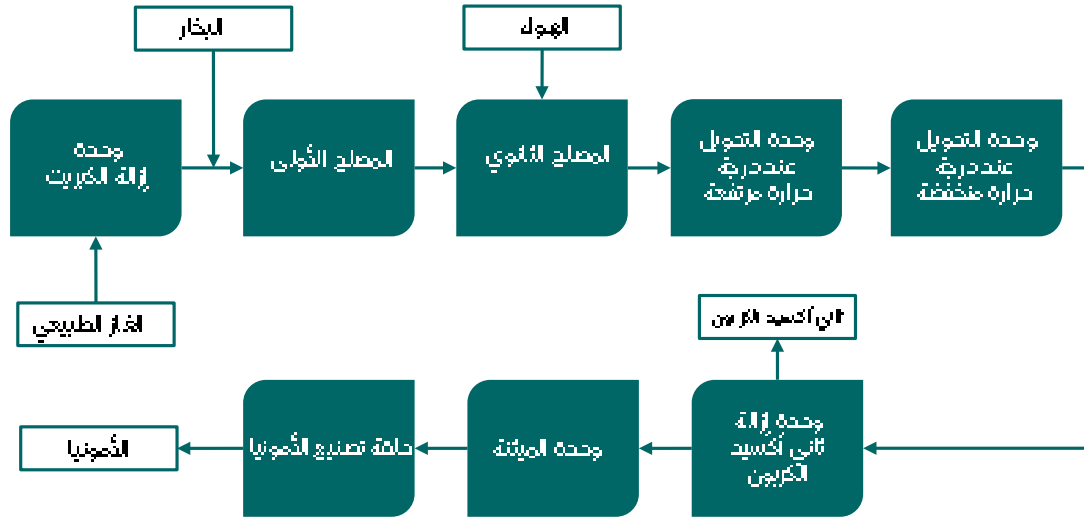 البخار
الهواء
وحدة
إزالة الكبريت
المصلح الأولي
المصلح الثانوي
وحدة التحويل
عند درجة
حرارة مرتفعة
وحدة التحويل
عند درجة
حرارة منخفضة
الغاز الطبيعي
ثاني أكسيد الكربون
وحدة إزالة
ثاني أكسيد
الكربون
وحدة الميثنة
حلقة تصنيع الأمونيا
الأمونيا